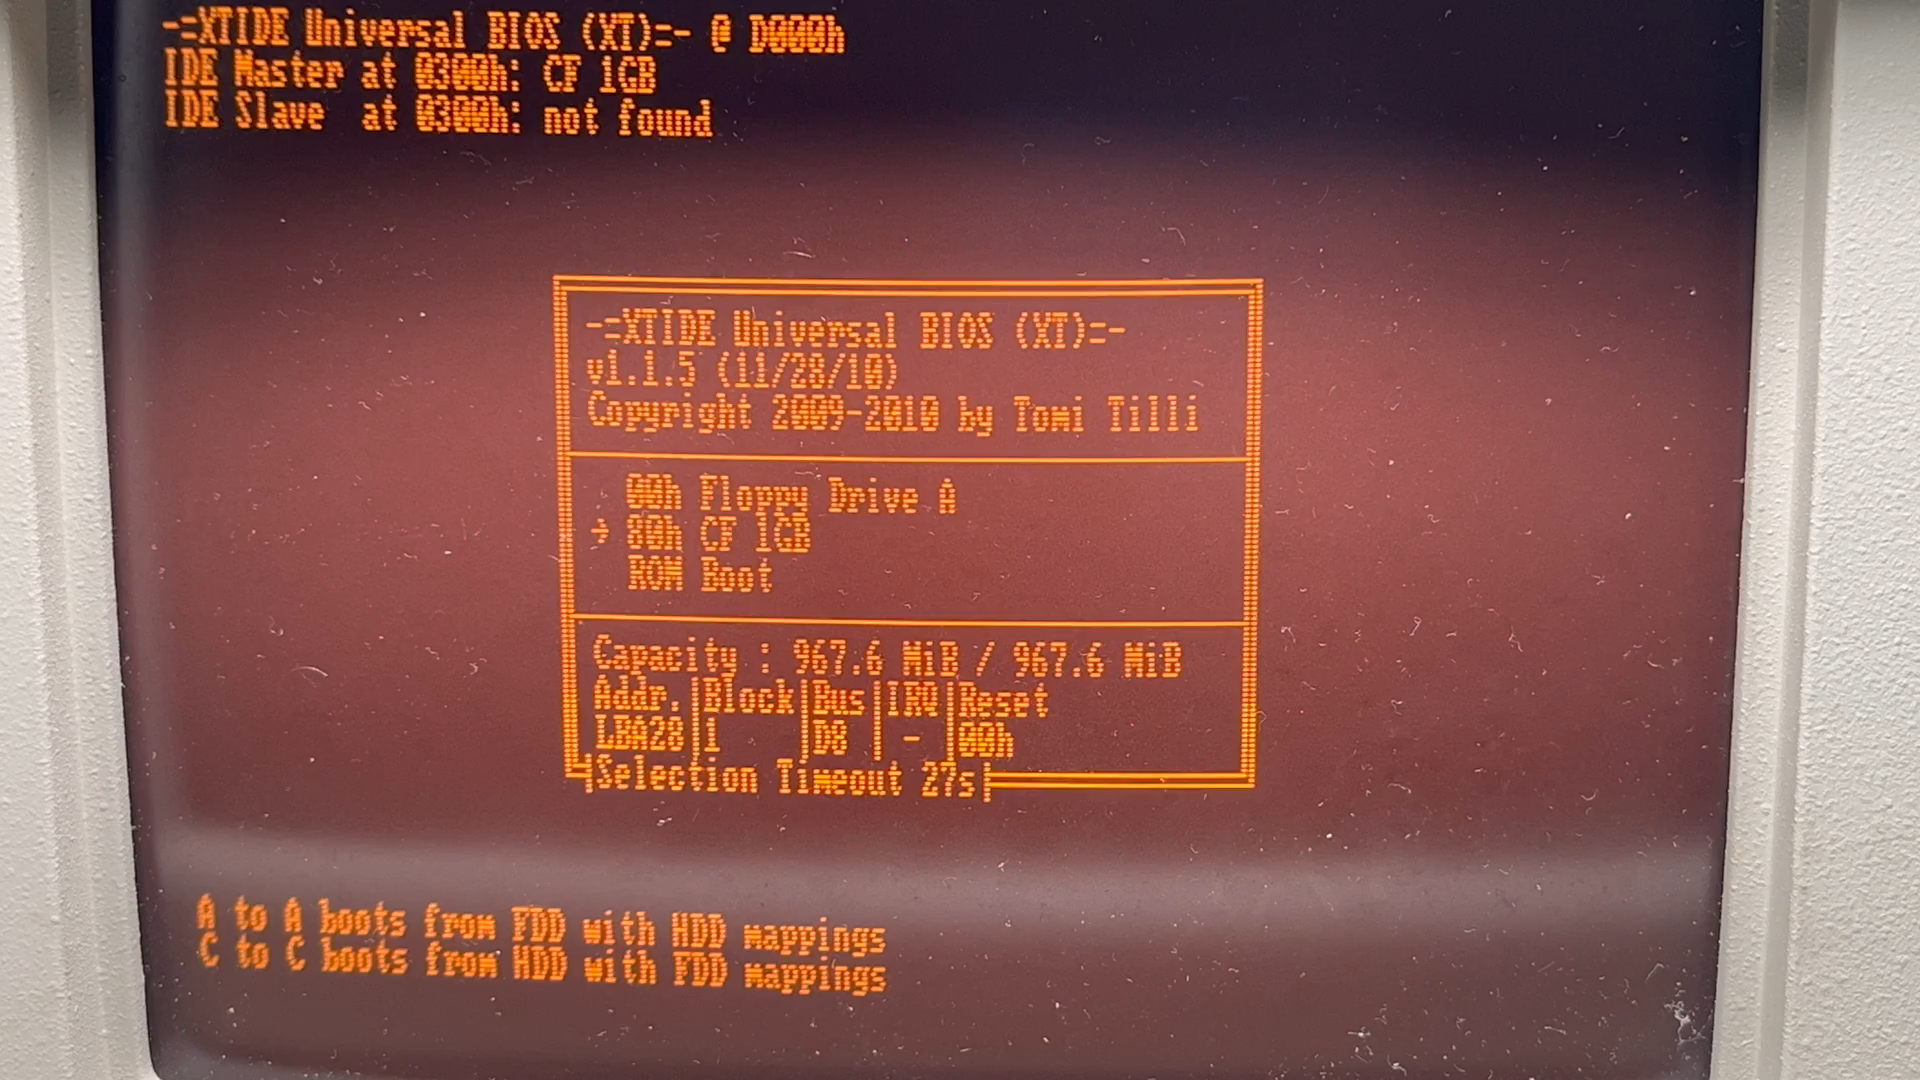 -=XTIDE Universal BIOS (XT)=- @ D000h
IDE Master at 0300h: CF 1GB
IDE Slave  at 0300h: not found
-=XTIDE Universal BIOS (XT)=-
v1.1.5 (11/28/10)
Copyright 2009-2010 by Tomi Tilli
00h Floppy Drive A
→ 80h CF 1GB
ROM Boot
Capacity : 967.6 MiB / 967.6 MiB
Addr.|Block|Bus|IRQ|Reset
LBA28|1    |D8 | - |00h
Selection Timeout 27s
A to A boots from FDD with HDD mappings
C to C boots from HDD with FDD mappings